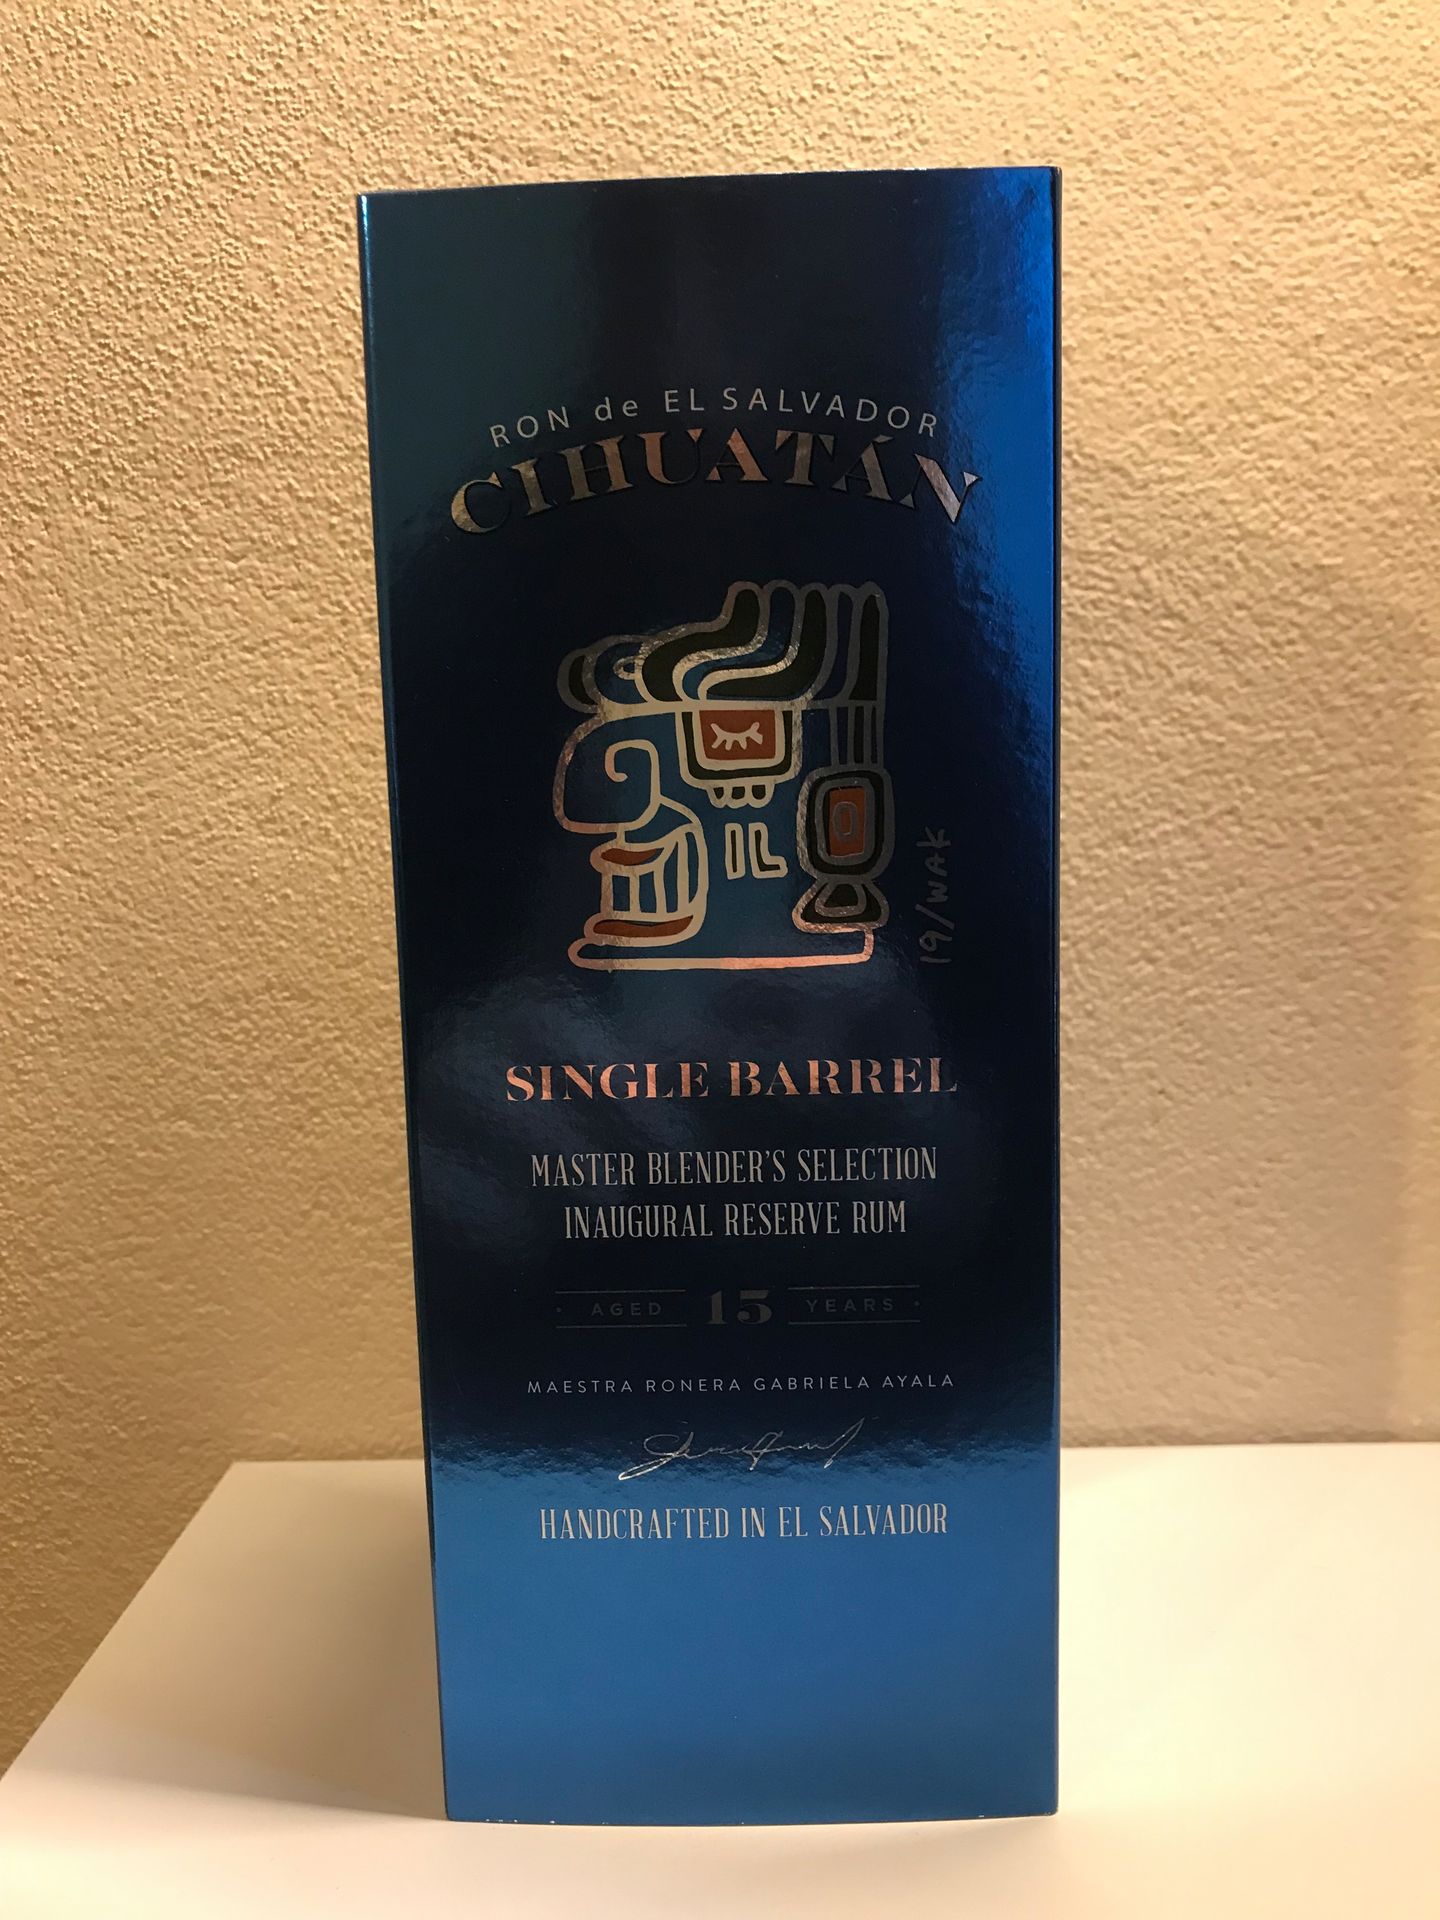 RON de EL SALVADOR
CIHUATÁN
19/WAK
SINGLE BARREL
MASTER BLENDER'S SELECTION
INAUGURAL RESERVE RUM
AGED 15 YEARS
MAESTRA RONERA GABRIELA AYALA
HANDCRAFTED IN EL SALVADOR